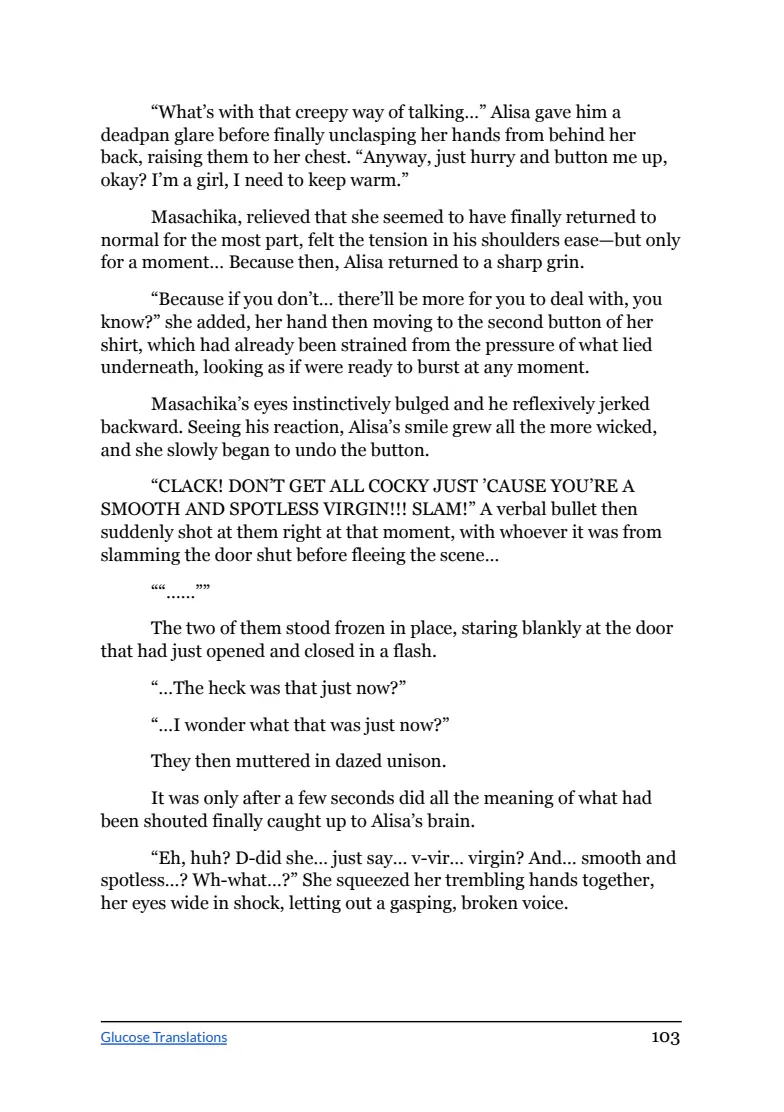 “What’s with that creepy way of talking…” Alisa gave him a
deadpan glare before finally unclasping her hands from behind her
back, raising them to her chest. “Anyway, just hurry and button me up,
okay? I’m a girl, I need to keep warm.”
Masachika, relieved that she seemed to have finally returned to
normal for the most part, felt the tension in his shoulders ease—but only
for a moment… Because then, Alisa returned to a sharp grin.
“Because if you don’t… there’ll be more for you to deal with, you
know?” she added, her hand then moving to the second button of her
shirt, which had already been strained from the pressure of what lied
underneath, looking as if were ready to burst at any moment.
Masachika’s eyes instinctively bulged and he reflexively jerked
backward. Seeing his reaction, Alisa’s smile grew all the more wicked,
and she slowly began to undo the button.
“CLACK! DON’T GET ALL COCKY JUST ’CAUSE YOU’RE A
SMOOTH AND SPOTLESS VIRGIN!!! SLAM!” A verbal bullet then
suddenly shot at them right at that moment, with whoever it was from
slamming the door shut before fleeing the scene…
““……””
The two of them stood frozen in place, staring blankly at the door
that had just opened and closed in a flash.
“…The heck was that just now?”
“…I wonder what that was just now?”
They then muttered in dazed unison.
It was only after a few seconds did all the meaning of what had
been shouted finally caught up to Alisa’s brain.
“Eh, huh? D-did she… just say… v-vir… virgin? And… smooth and
spotless…? Wh-what…?” She squeezed her trembling hands together,
her eyes wide in shock, letting out a gasping, broken voice.
Glucose Translations
103